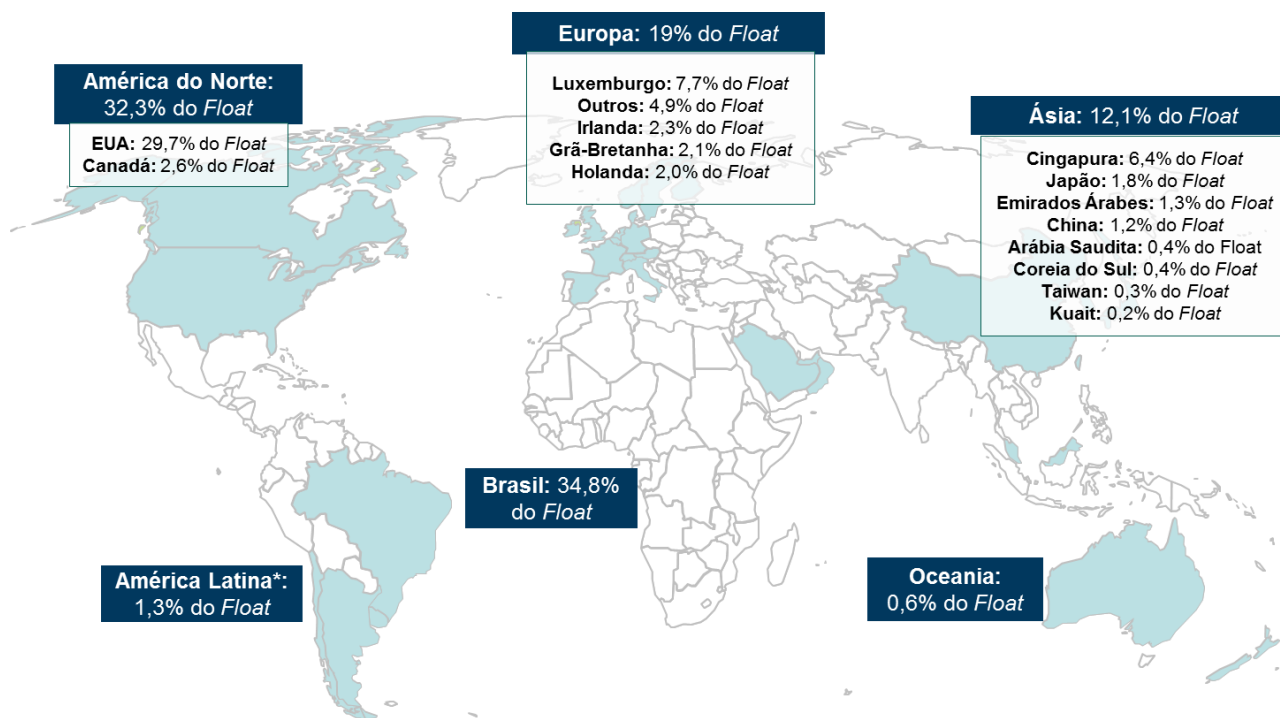 América do Norte:
32,3% do Float
EUA: 29,7% do Float
Canadá: 2,6% do Float
Europa: 19% do Float
Luxemburgo: 7,7% do Float
Outros: 4,9% do Float
Irlanda: 2,3% do Float
Grã-Bretanha: 2,1% do Float
Holanda: 2,0% do Float
Ásia: 12,1% do Float
Cingapura: 6,4% do Float
Japão: 1,8% do Float
Emirados Árabes: 1,3% do Float
China: 1,2% do Float
Arábia Saudita: 0,4% do Float
Coreia do Sul: 0,4% do Float
Taiwan: 0,3% do Float
Kuait: 0,2% do Float
Brasil: 34,8%
do Float
América Latina*:
1,3% do Float
Oceania:
0,6% do Float